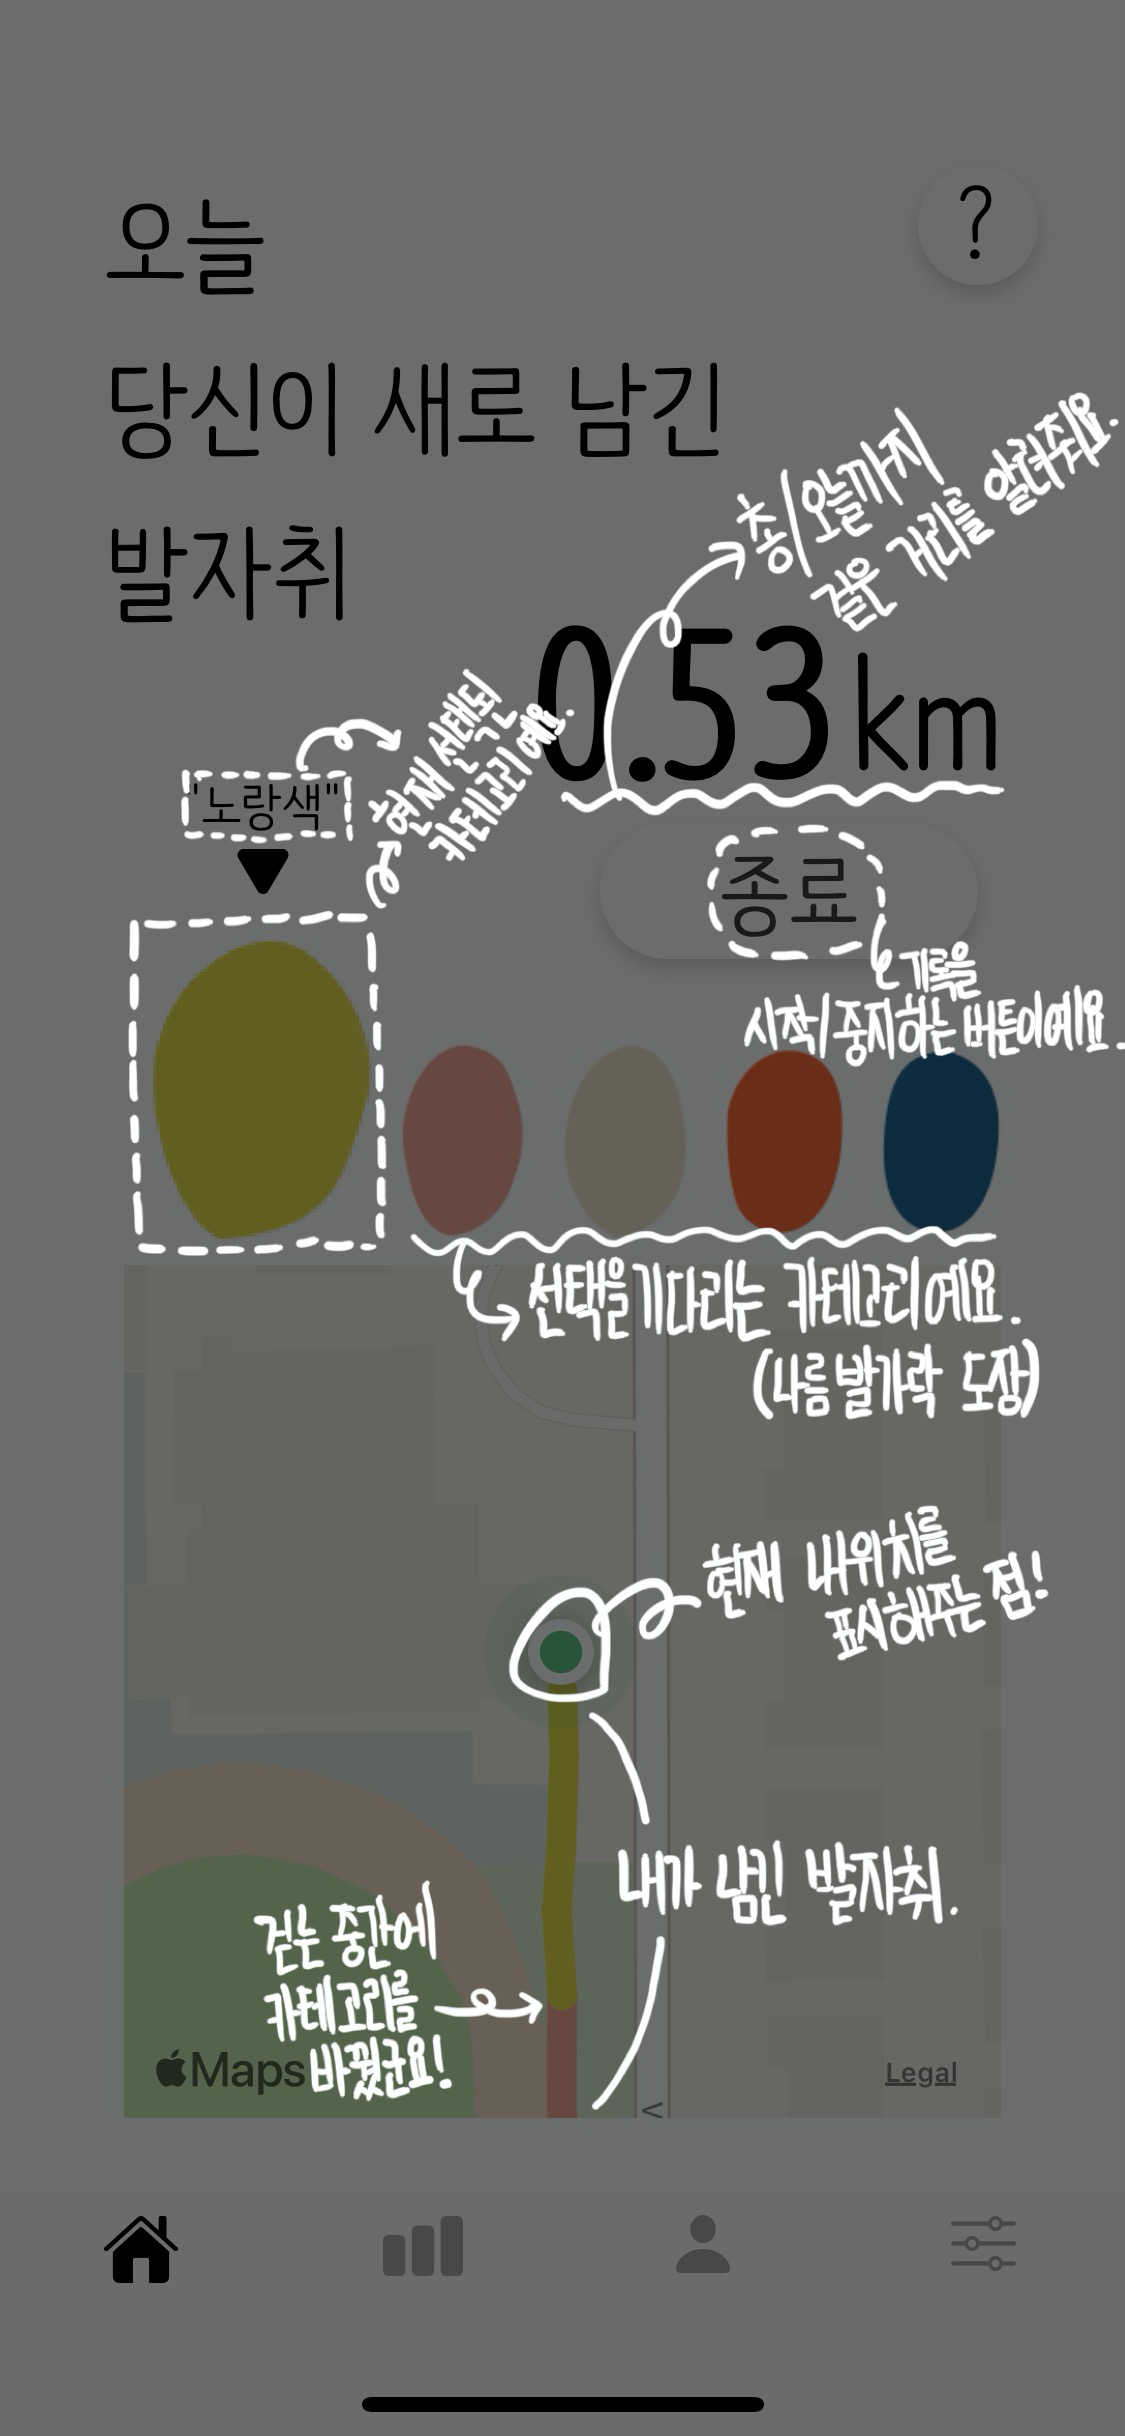 오늘
?
당신이 새로 남긴
발자취
총/오늘까지
걸은 거리를 알려줘요.
0.53km
현재 선택된
카테고리예요.
"노랑색"
종료
기록을
시작/중지하는 버튼이에요.
선택을 기다리는 카테고리예요.
(나름 발가락 도장)
현재 내위치를
표시해주는 점!
내가 남긴 발자취.
걷는 중간에
카테고리를
바꿨군요!
Maps
Legal